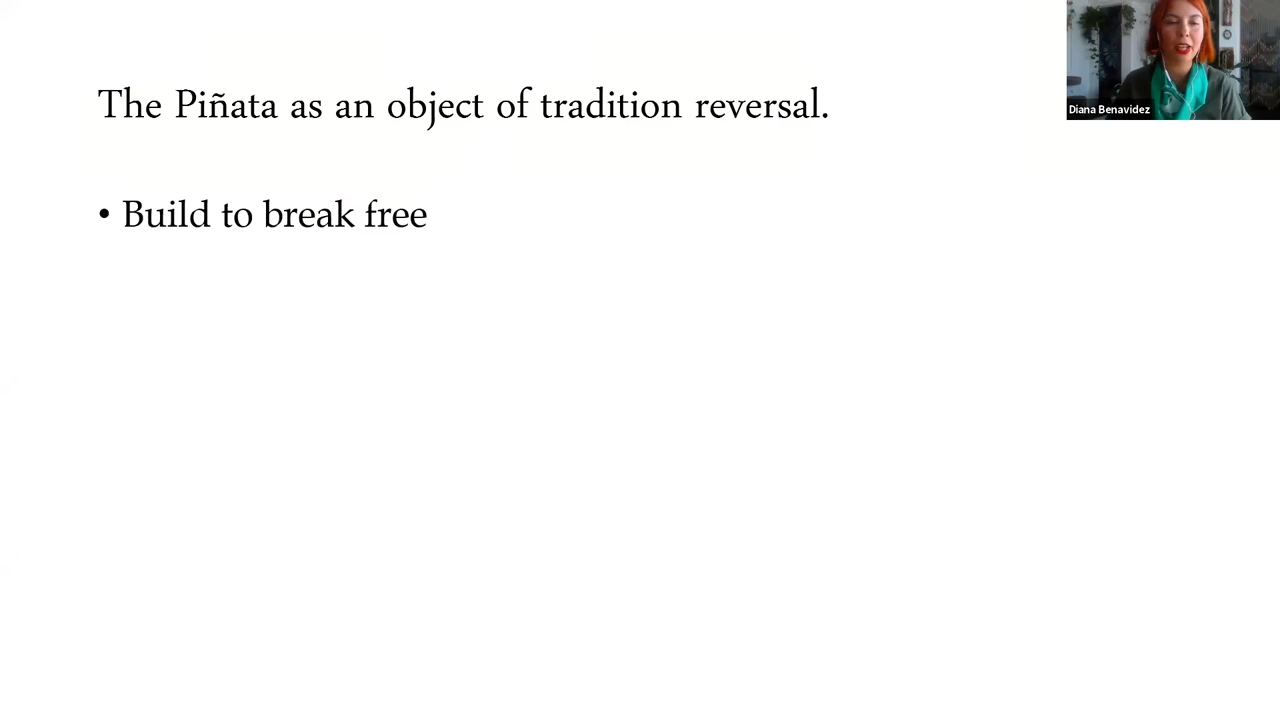 The Piñata as an object of tradition reversal.
• Build to break free
Diana Benavidez